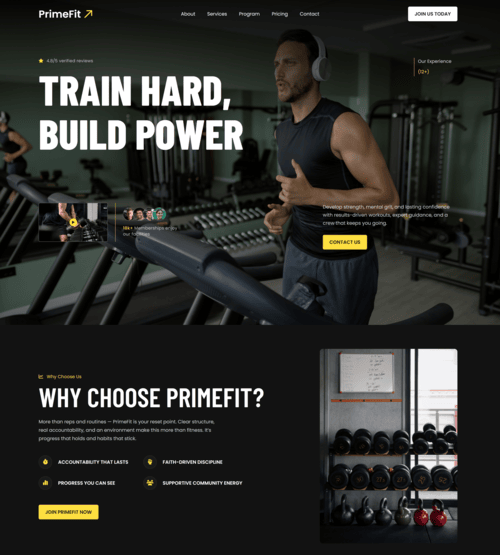 PrimeFit
About Services Program Pricing Contact
JOIN US TODAY
4.8/5 verified reviews
Our Experience
(12+)
TRAIN HARD,
BUILD POWER
Develop strength, mental grit, and lasting confidence
with results-driven workouts, expert guidance, and a
crew that keeps you going.
CONTACT US
Why Choose Us
WHY CHOOSE PRIMEFIT?
More than reps and routines — PrimeFit is your reset point. Clear structure,
real accountability, and an environment make this more than fitness. It's
progress that holds and habits that stick.
ACCOUNTABILITY THAT LASTS
FAITH-DRIVEN DISCIPLINE
PROGRESS YOU CAN SEE
SUPPORTIVE COMMUNITY ENERGY
JOIN PRIMEFIT NOW